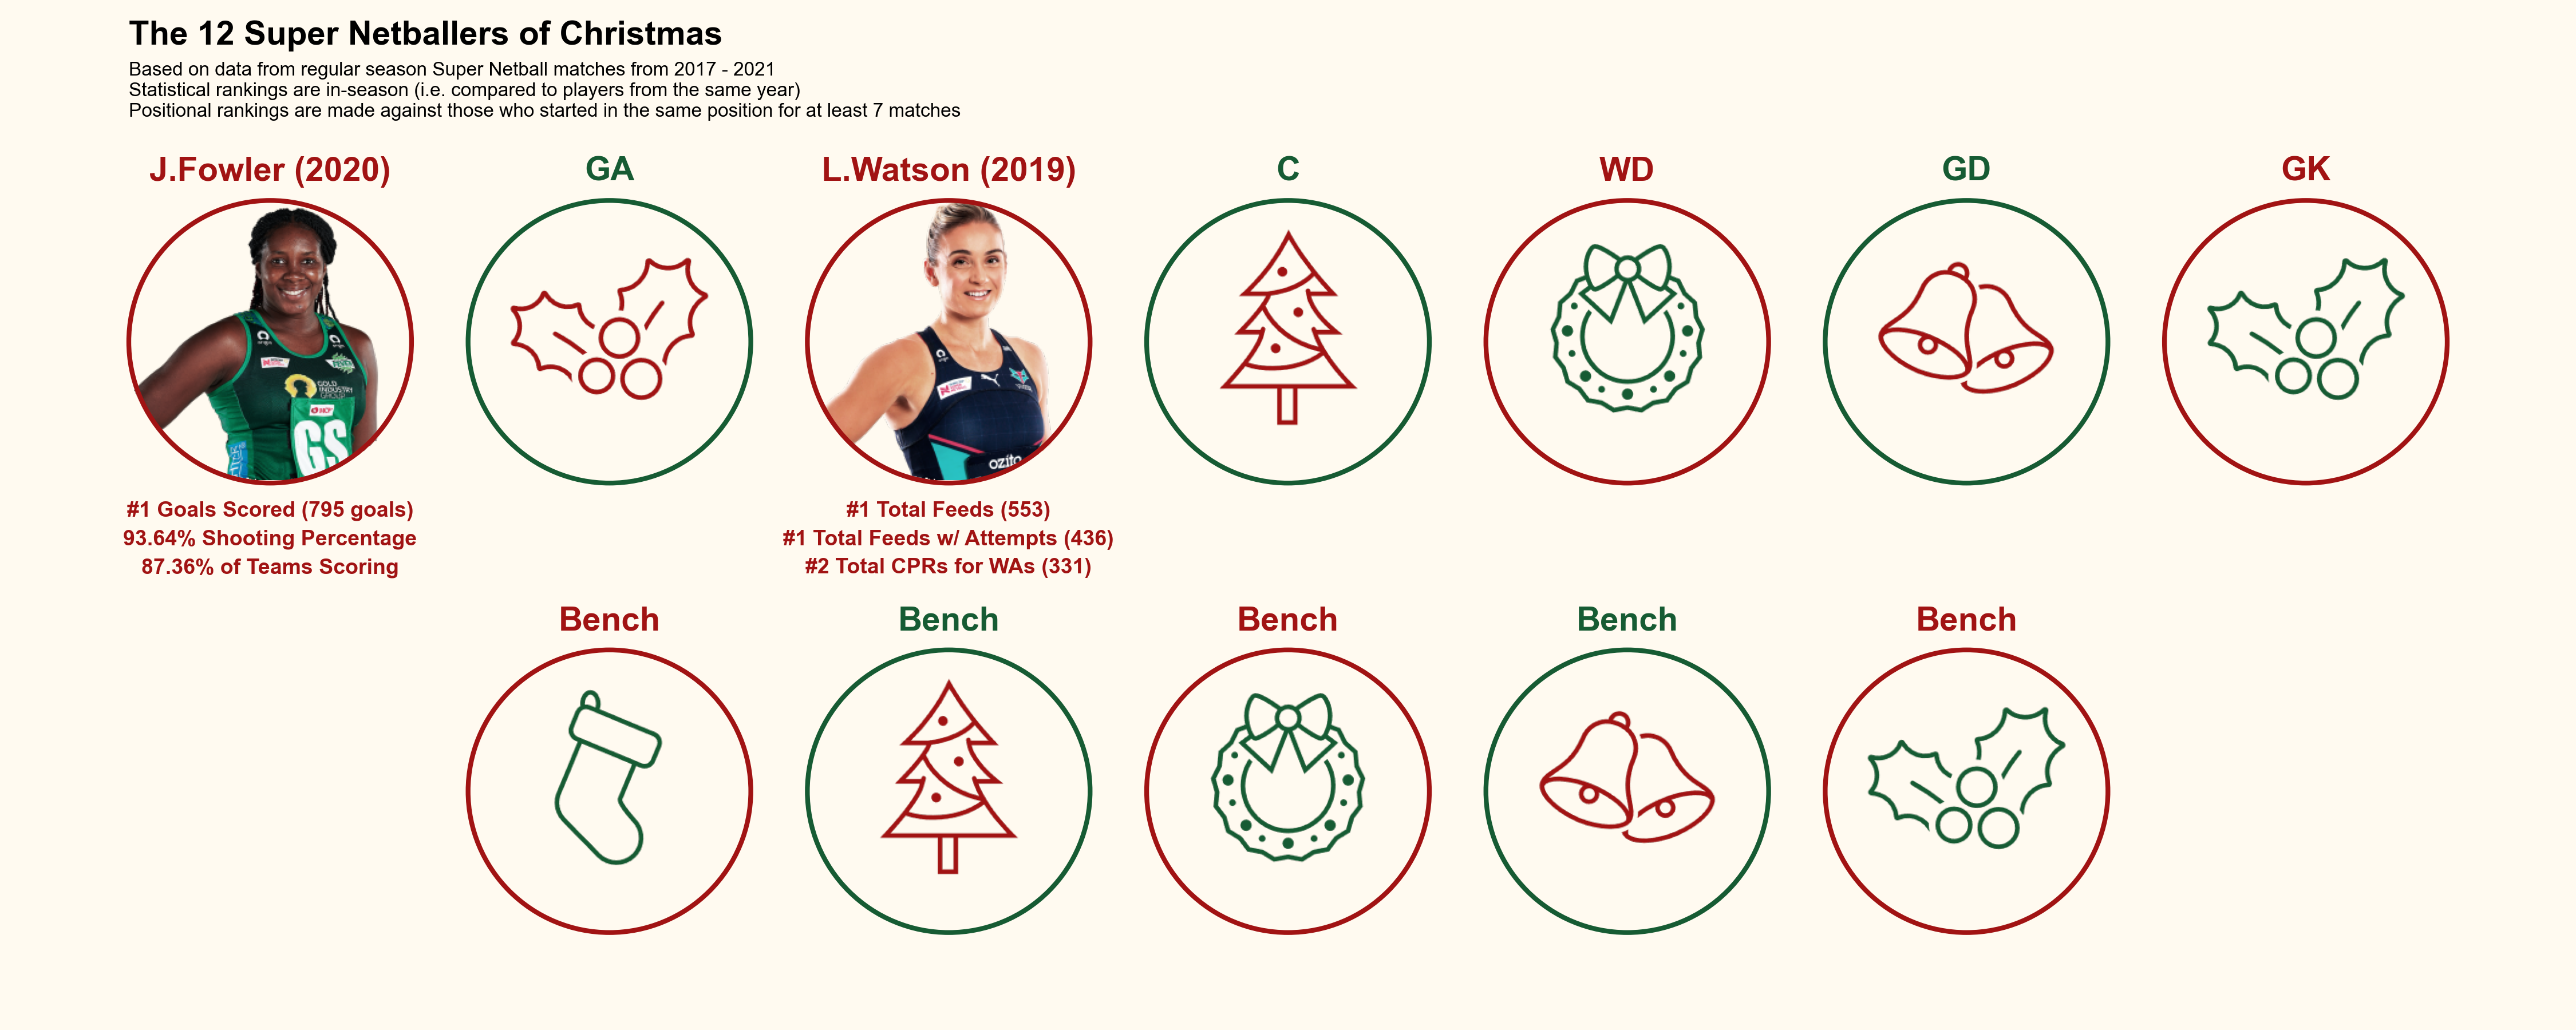 The 12 Super Netballers of Christmas
Based on data from regular season Super Netball matches from 2017 - 2021
Statistical rankings are in-season (i.e. compared to players from the same year)
Positional rankings are made against those who started in the same position for at least 7 matches
J.Fowler (2020)
GA
L.Watson (2019)
C
WD
GD
GK
GOLD
INDUSTRY
GROUP
HCF
GS
ozito
#1 Goals Scored (795 goals)
93.64% Shooting Percentage
87.36% of Teams Scoring
#1 Total Feeds (553)
#1 Total Feeds w/ Attempts (436)
#2 Total CPRs for WAs (331)
Bench
Bench
Bench
Bench
Bench